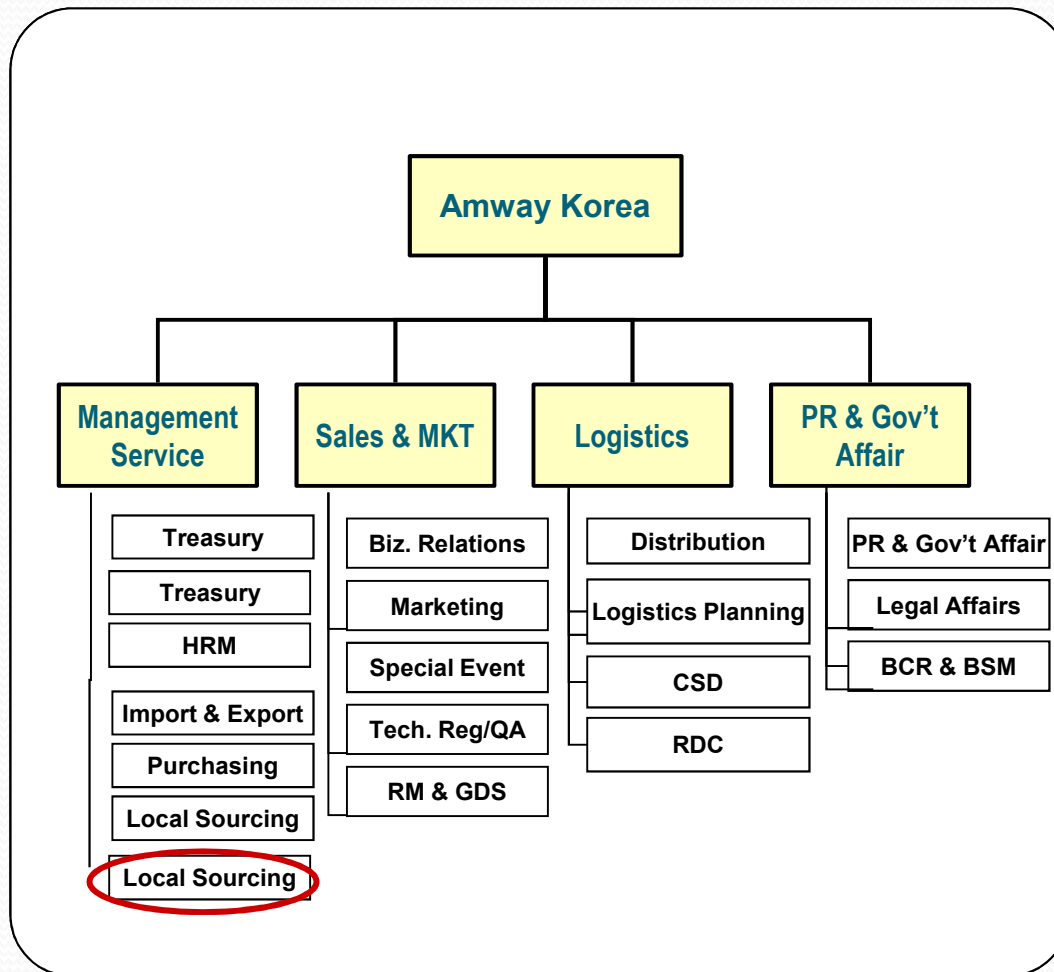 Amway Korea
Management
Service
Sales & MKT
Logistics
PR & Gov’t
Affair
Treasury
Treasury
HRM
Import & Export
Purchasing
Local Sourcing
Local Sourcing
Biz. Relations
Marketing
Special Event
Tech. Reg/QA
RM & GDS
Distribution
Logistics Planning
CSD
RDC
PR & Gov’t Affair
Legal Affairs
BCR & BSM